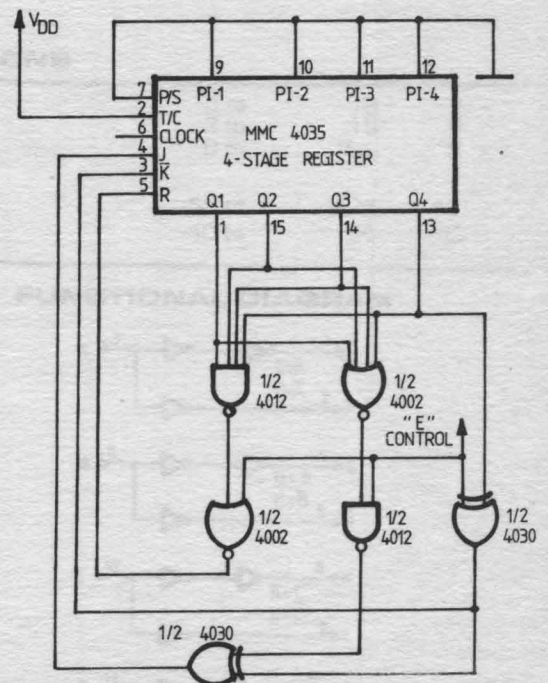 VDD
9 10 11 12
7 P/S PI-1 PI-2 PI-3 PI-4
2 T/C
6 CLOCK MMC 4035
4 J 4-STAGE REGISTER
3 K̅
5 R Q1 Q2 Q3 Q4
1 15 14 13
FUNCTIONAL DIAGRAM
1/2 4012
1/2 4002
"E" CONTROL
1/2 4002
1/2 4012
1/2 4030
1/2 4030